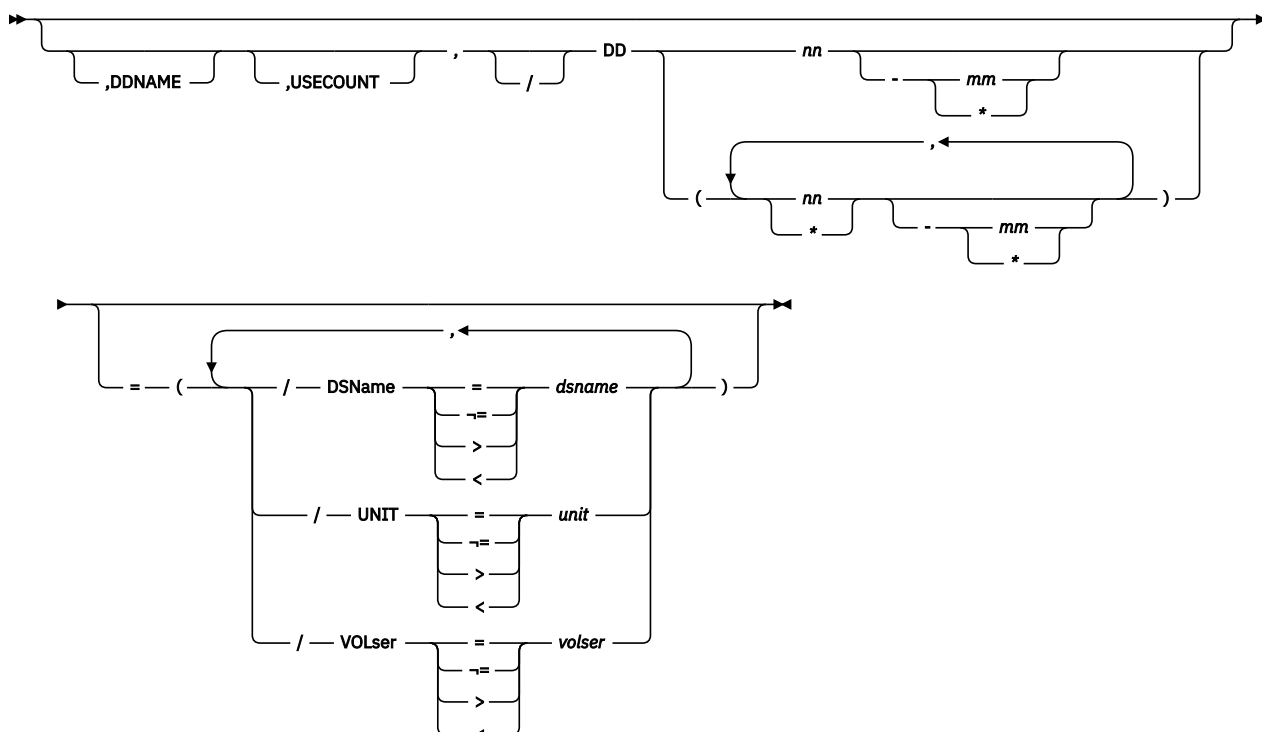 DD nn
,DDNAME ,USECOUNT , / - mm
*
,
( nn )
* - mm
*
,
= ( / DSName = dsname )
¬=
>
<
/ UNIT = unit
¬=
>
<
/ VOLser = volser
¬=
>